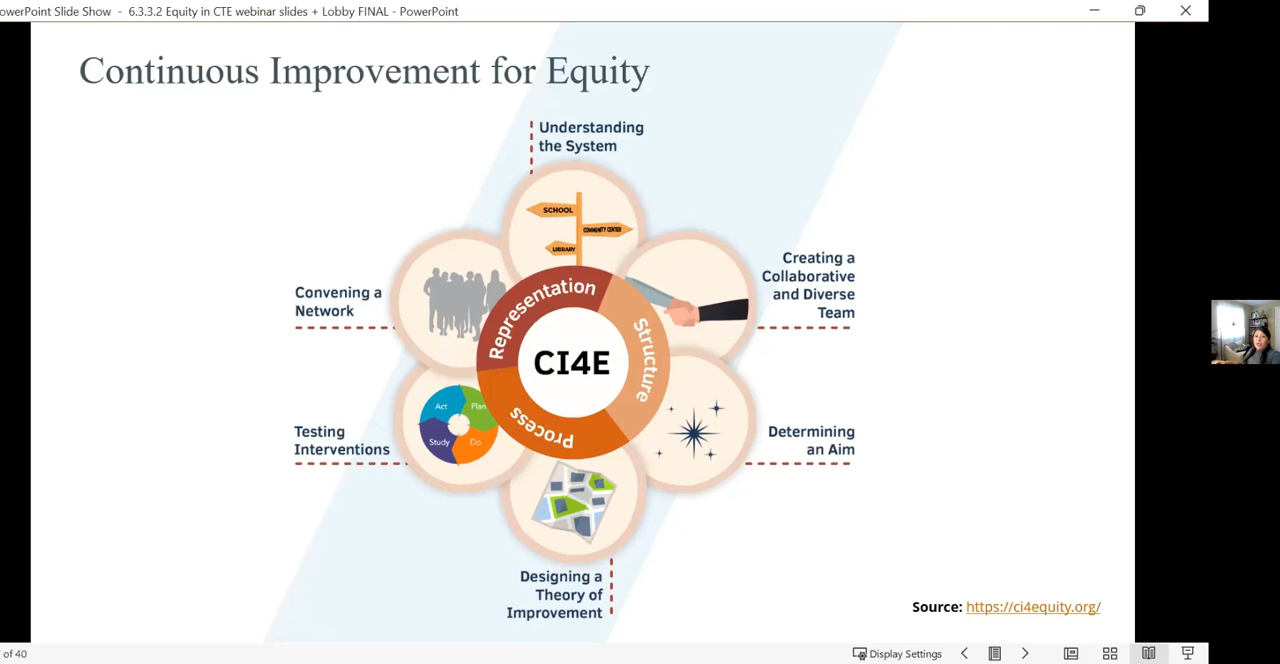 owerPoint Slide Show - 6.3.3.2 Equity in CTE webinar slides + Lobby FINAL - PowerPoint
Continuous Improvement for Equity
Understanding
the System
SCHOOL
COMMUNITY CENTER
LIBRARY
Creating a
Collaborative
and Diverse
Team
Convening a
Network
Representation
Structure
Process
CI4E
Act
Plan
Study
Do
Testing
Interventions
Determining
an Aim
Designing a
Theory of
Improvement
Source: https://ci4equity.org/
of 40
Display Settings